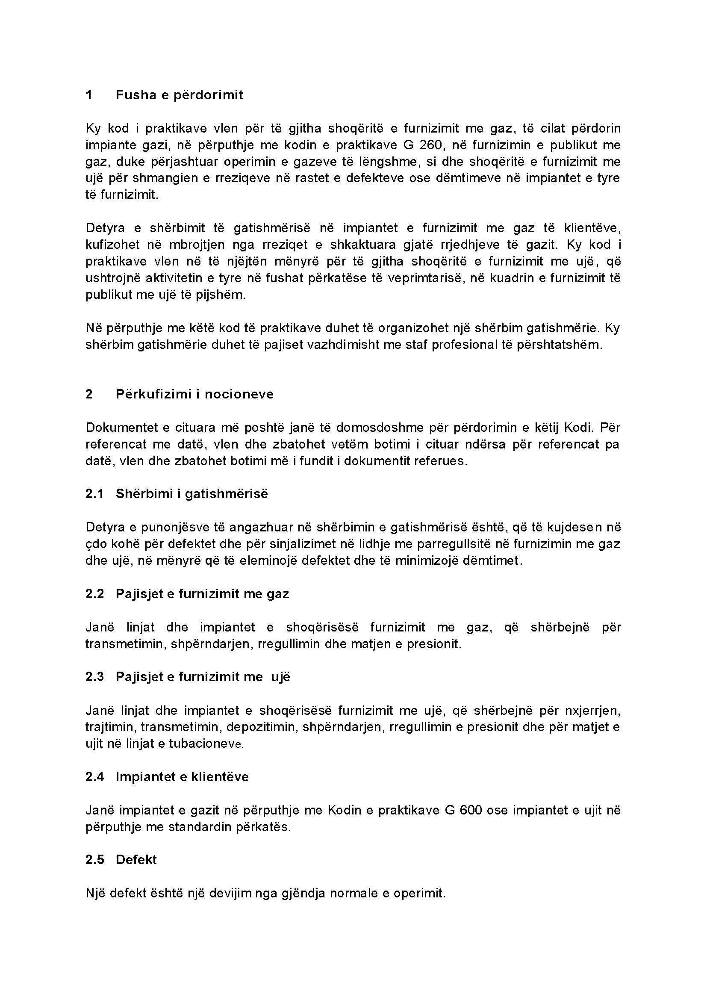 1 Fusha e përdorimit
Ky kod i praktikave vlen për të gjitha shoqëritë e furnizimit me gaz, të cilat përdorin
impiante gazi, në përputhje me kodin e praktikave G 260, në furnizimin e publikut me
gaz, duke përjashtuar operimin e gazeve të lëngshme, si dhe shoqëritë e furnizimit me
ujë për shmangien e rreziqeve në rastet e defekteve ose dëmtimeve në impiantet e tyre
të furnizimit.
Detyra e shërbimit të gatishmërisë në impiantet e furnizimit me gaz të klientëve,
kufizohet në mbrojtjen nga rreziqet e shkaktuara gjatë rrjedhjeve të gazit. Ky kod i
praktikave vlen në të njëjtën mënyrë për të gjitha shoqëritë e furnizimit me ujë, që
ushtrojnë aktivitetin e tyre në fushat përkatëse të veprimtarisë, në kuadrin e furnizimit të
publikut me ujë të pijshëm.
Në përputhje me këtë kod të praktikave duhet të organizohet një shërbim gatishmërie. Ky
shërbim gatishmërie duhet të pajiset vazhdimisht me staf profesional të përshtatshëm.
2 Përkufizimi i nocioneve
Dokumentet e cituara më poshtë janë të domosdoshme për përdorimin e këtij Kodi. Për
referencat me datë, vlen dhe zbatohet vetëm botimi i cituar ndërsa për referencat pa
datë, vlen dhe zbatohet botimi më i fundit i dokumentit referues.
2.1 Shërbimi i gatishmërisë
Detyra e punonjësve të angazhuar në shërbimin e gatishmërisë është, që të kujdesen në
çdo kohë për defektet dhe për sinjalizimet në lidhje me parregullsitë në furnizimin me gaz
dhe ujë, në mënyrë që të eleminojë defektet dhe të minimizojë dëmtimet.
2.2 Pajisjet e furnizimit me gaz
Janë linjat dhe impiantet e shoqërisësë furnizimit me gaz, që shërbejnë për
transmetimin, shpërndarjen, rregullimin dhe matjen e presionit.
2.3 Pajisjet e furnizimit me ujë
Janë linjat dhe impiantet e shoqërisësë furnizimit me ujë, që shërbejnë për nxjerrjen,
trajtimin, transmetimin, depozitimin, shpërndarjen, rregullimin e presionit dhe për matjet e
ujit në linjat e tubacioneve.
2.4 Impiantet e klientëve
Janë impiantet e gazit në përputhje me Kodin e praktikave G 600 ose impiantet e ujit në
përputhje me standardin përkatës.
2.5 Defekt
Një defekt është një devijim nga gjëndja normale e operimit.